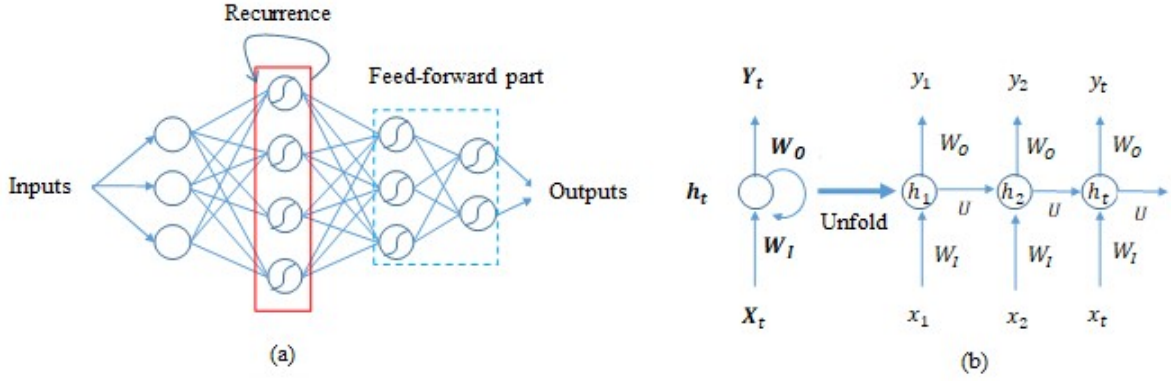 Recurrence
Feed-forward part
Inputs
Outputs
(a)
Y_t
W_O
h_t
W_I
X_t
Unfold
y_1 y_2 y_t
W_O W_O W_O
h_1 h_2 h_t
U U U
W_I W_I W_I
x_1 x_2 x_t
(b)